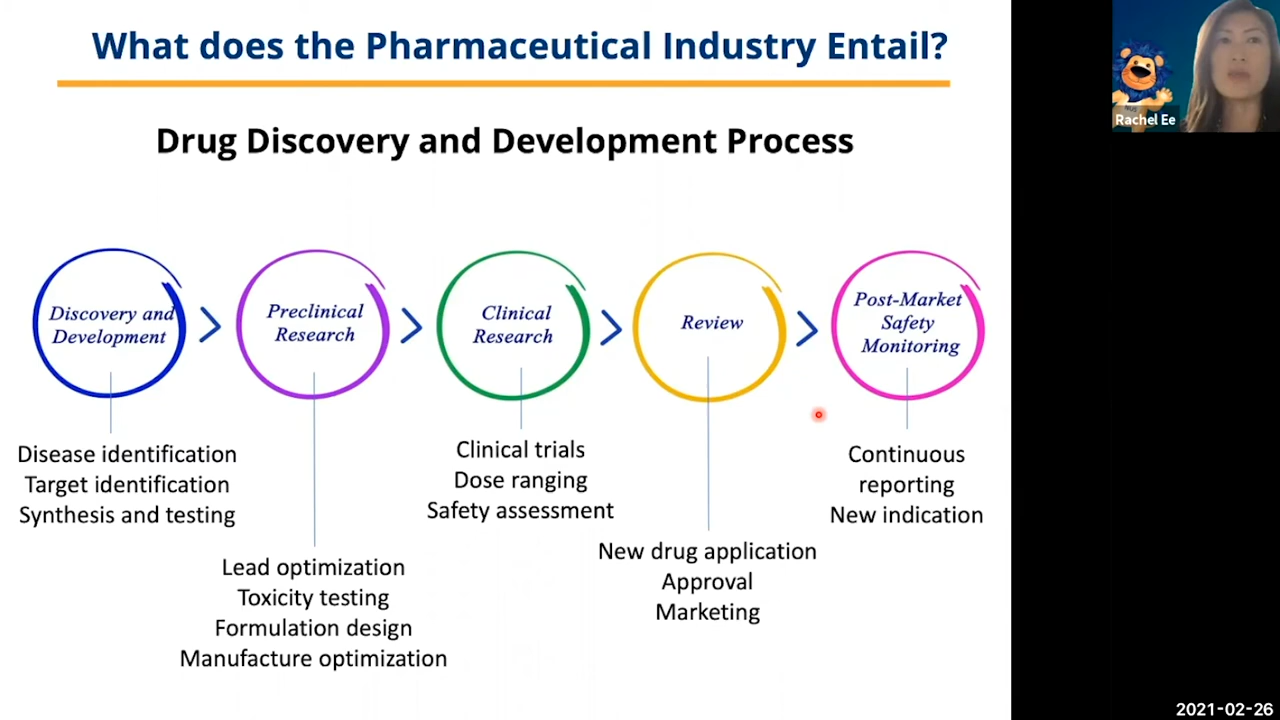 What does the Pharmaceutical Industry Entail?
Drug Discovery and Development Process
Discovery and
Development
Preclinical
Research
Clinical
Research
Review
Post-Market
Safety
Monitoring
Disease identification
Target identification
Synthesis and testing
Lead optimization
Toxicity testing
Formulation design
Manufacture optimization
Clinical trials
Dose ranging
Safety assessment
New drug application
Approval
Marketing
Continuous
reporting
New indication
NUS
Rachel Ee
2021-02-26